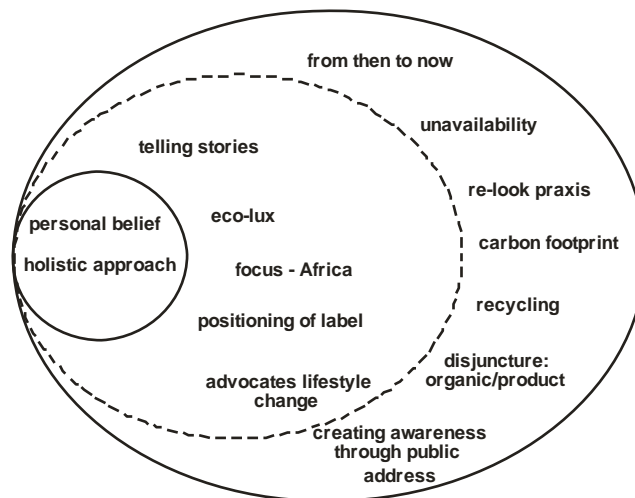 from then to now
unavailability
telling stories
re-look praxis
personal belief
eco-lux
carbon footprint
holistic approach
focus - Africa
recycling
positioning of label
disjuncture:
organic/product
advocates lifestyle
change
creating awareness
through public
address